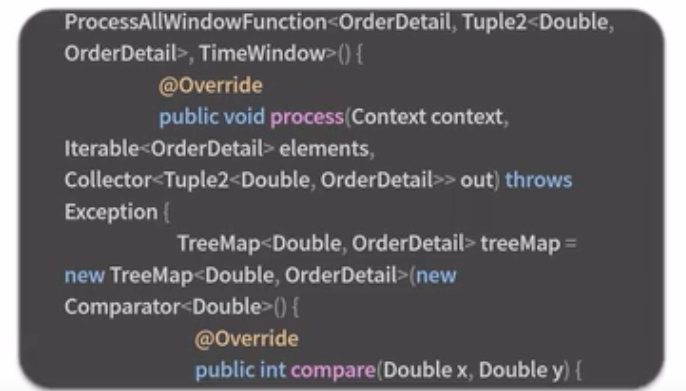 ProcessAllWindowFunction<OrderDetail, Tuple2<Double,
OrderDetail>, TimeWindow>() {
@Override
public void process(Context context,
Iterable<OrderDetail> elements,
Collector<Tuple2<Double, OrderDetail>> out) throws
Exception {
TreeMap<Double, OrderDetail> treeMap =
new TreeMap<Double, OrderDetail>(new
Comparator<Double>() {
@Override
public int compare(Double x, Double y) {